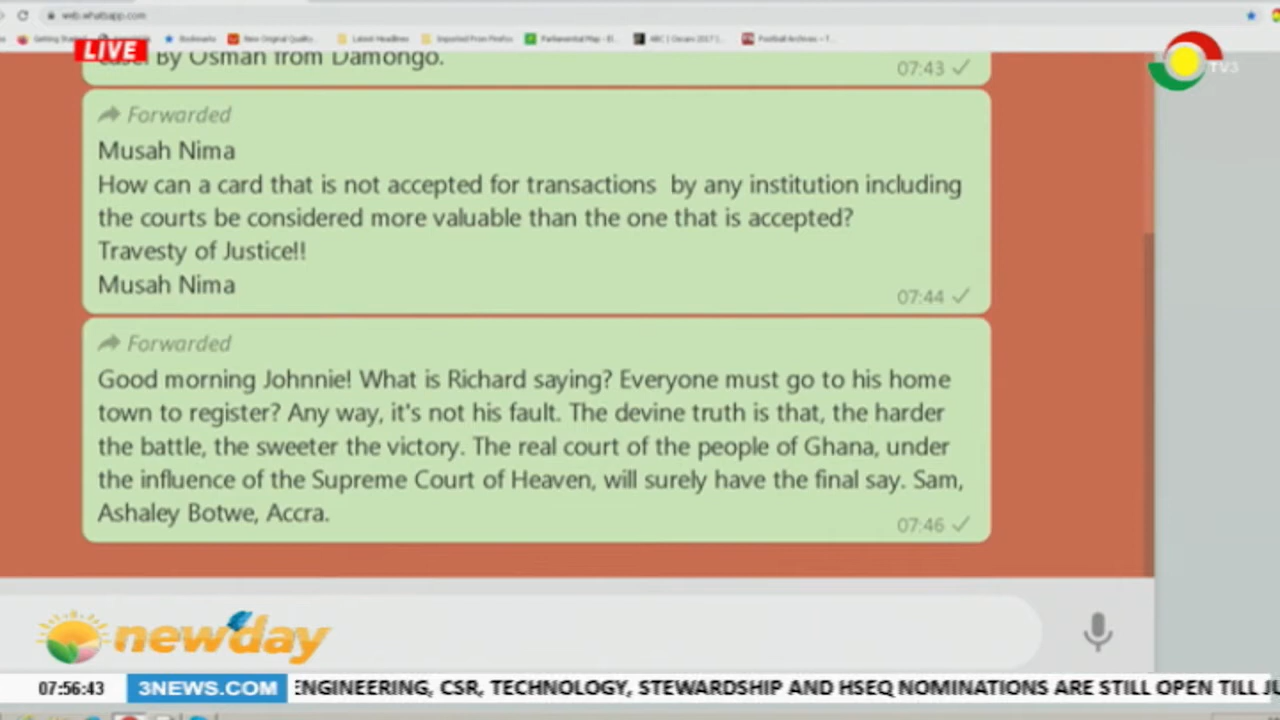 web.whatsapp.com
Getting Started
Bookmarks
New Original Quality...
Latest Headlines
Imported From Firefox
Parliamental Map - El...
ABC | Oscars 2017 |...
Football Archives - f...
LIVE
TV3
case. By Osman from Damongo.
07:43
Forwarded
Musah Nima
How can a card that is not accepted for transactions by any institution including
the courts be considered more valuable than the one that is accepted?
Travesty of Justice!!
Musah Nima
07:44
Forwarded
Good morning Johnnie! What is Richard saying? Everyone must go to his home
town to register? Any way, it's not his fault. The devine truth is that, the harder
the battle, the sweeter the victory. The real court of the people of Ghana, under
the influence of the Supreme Court of Heaven, will surely have the final say. Sam,
Ashaley Botwe, Accra.
07:46
newday
07:56:43
3NEWS.COM
ENGINEERING, CSR, TECHNOLOGY, STEWARDSHIP AND HSEQ NOMINATIONS ARE STILL OPEN TILL JU